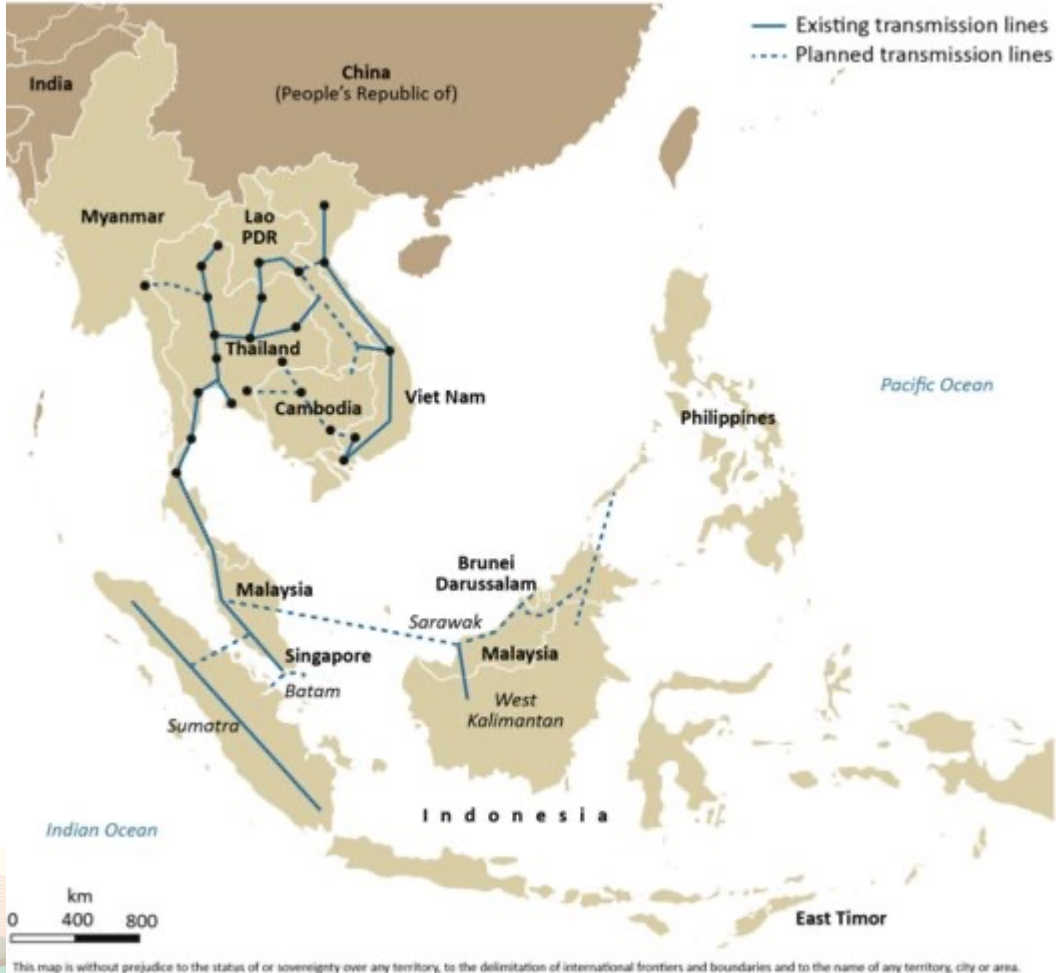 Existing transmission lines
Planned transmission lines
China
(People's Republic of)
India
Myanmar
Lao
PDR
Thailand
Cambodia
Viet Nam
Pacific Ocean
Philippines
Brunei
Darussalam
Malaysia
Sarawak
Malaysia
Singapore
Batam
West
Kalimantan
Sumatra
Indonesia
Indian Ocean
km
0 400 800
East Timor
This map is without prejudice to the status of or sovereignty over any territory, to the delimitation of international frontiers and boundaries and to the name of any territory, city or area.